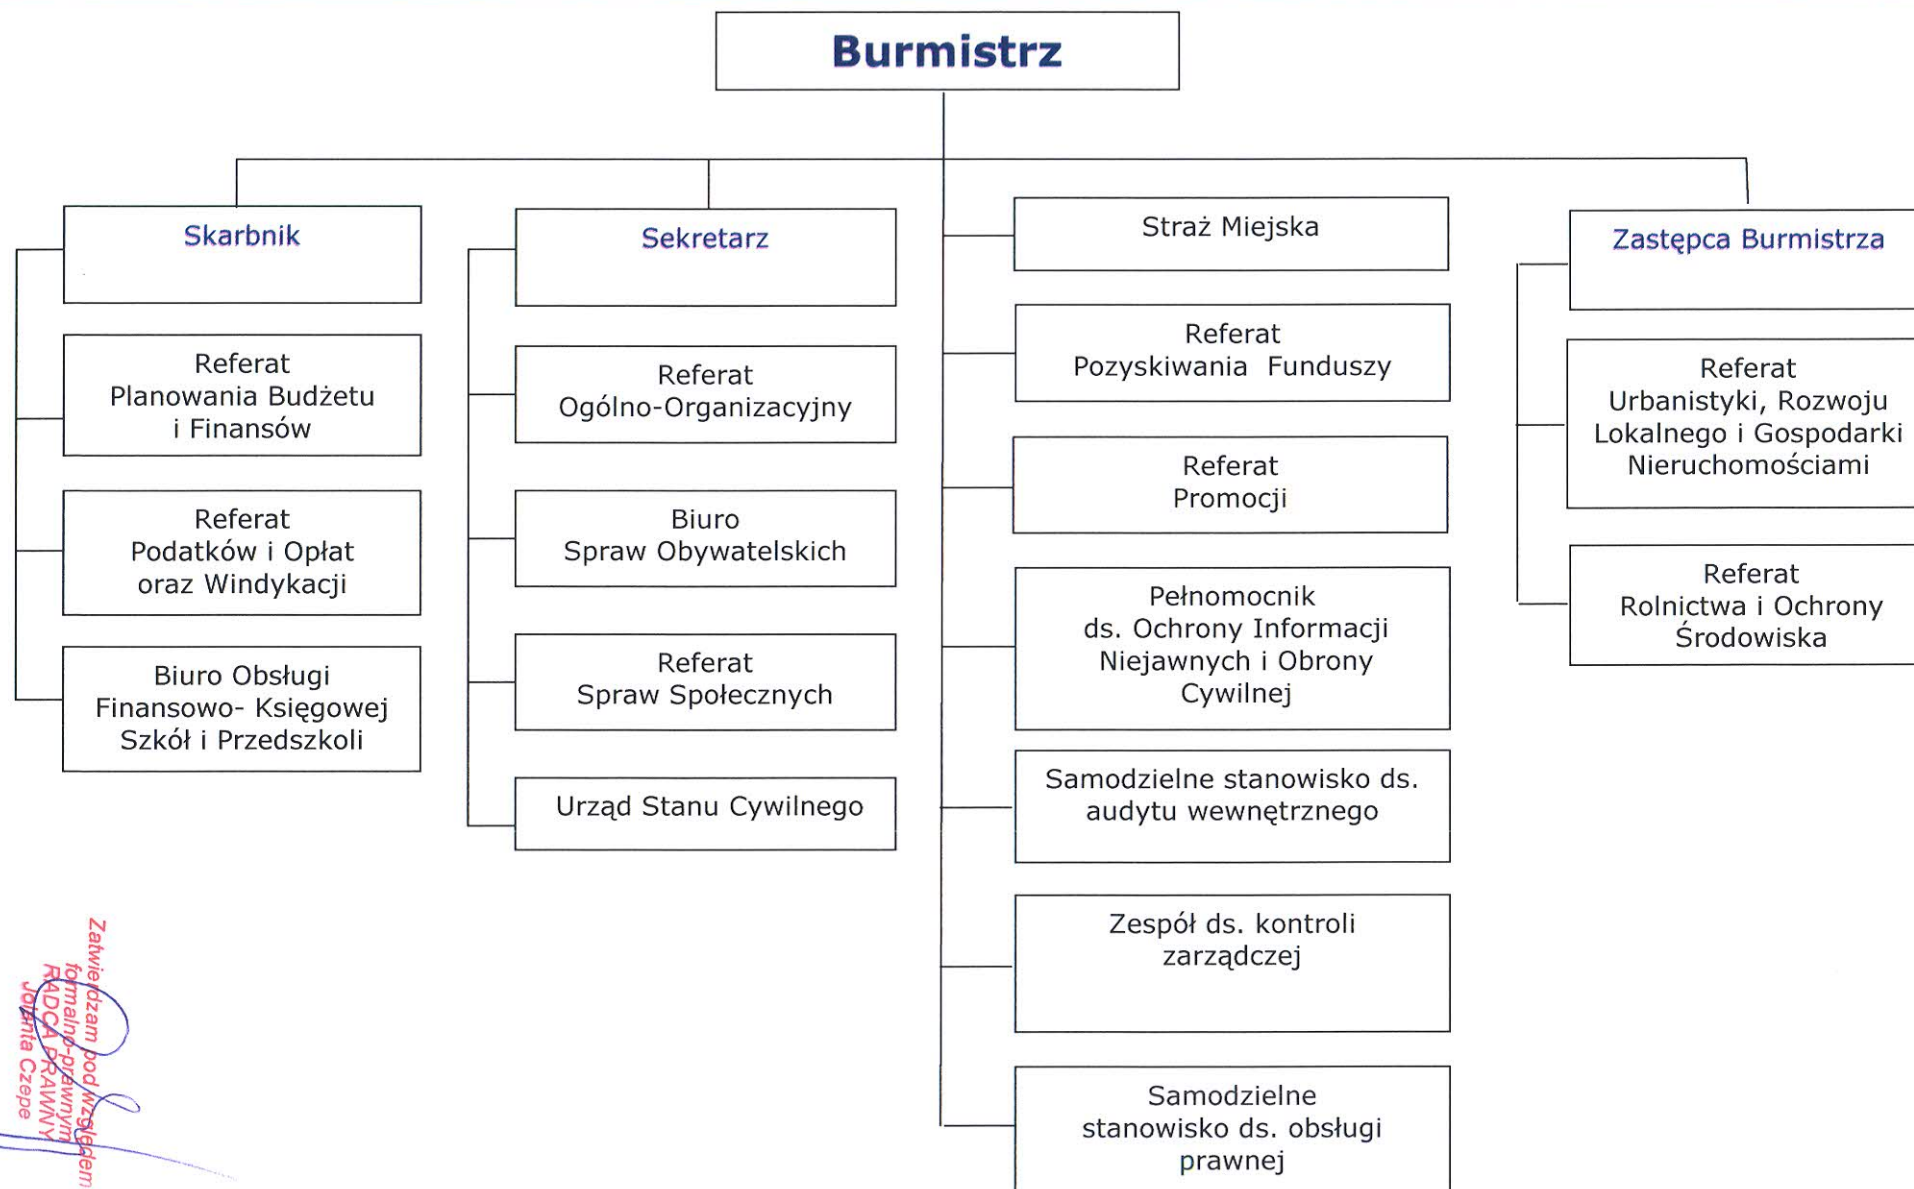 Burmistrz
Skarbnik
Referat
Planowania Budżetu
i Finansów
Referat
Podatków i Opłat
oraz Windykacji
Biuro Obsługi
Finansowo- Księgowej
Szkół i Przedszkoli
Sekretarz
Referat
Ogólno-Organizacyjny
Biuro
Spraw Obywatelskich
Referat
Spraw Społecznych
Urząd Stanu Cywilnego
Straż Miejska
Referat
Pozyskiwania Funduszy
Referat
Promocji
Pełnomocnik
ds. Ochrony Informacji
Niejawnych i Obrony
Cywilnej
Samodzielne stanowisko ds.
audytu wewnętrznego
Zespół ds. kontroli
zarządczej
Samodzielne
stanowisko ds. obsługi
prawnej
Zastępca Burmistrza
Referat
Urbanistyki, Rozwoju
Lokalnego i Gospodarki
Nieruchomościami
Referat
Rolnictwa i Ochrony
Środowiska
Zatwierdzam pod względem
formalno-prawnym
RADCA PRAWNY
Jolanta Czepe